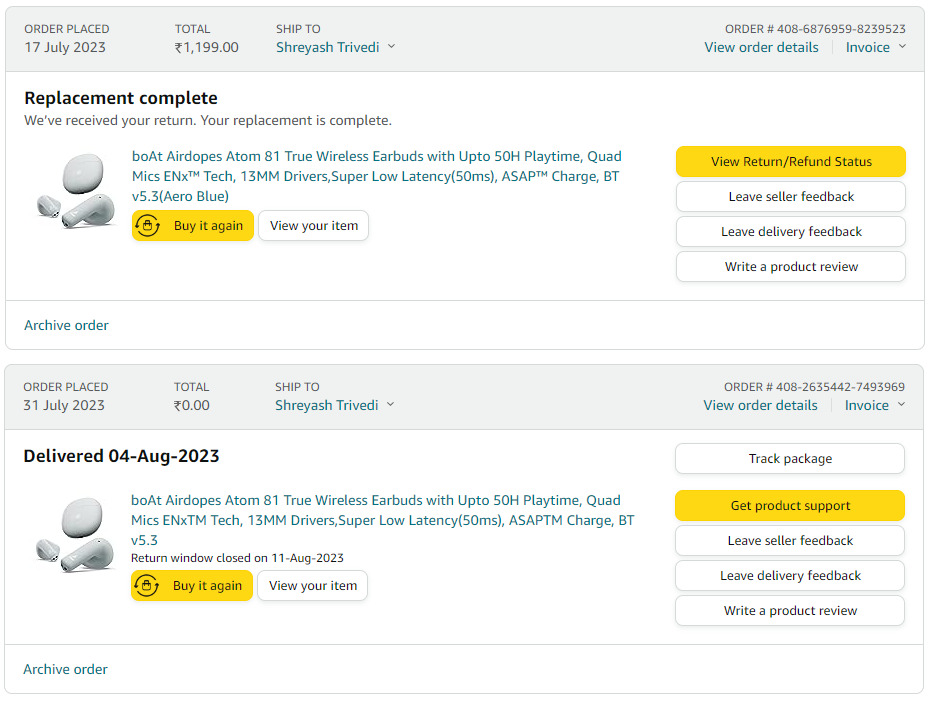 ORDER PLACED TOTAL SHIP TO ORDER # 408-6876959-8239523
17 July 2023 ₹1,199.00 Shreyash Trivedi View order details Invoice
Replacement complete
We've received your return. Your replacement is complete.
boAt Airdopes Atom 81 True Wireless Earbuds with Upto 50H Playtime, Quad
Mics ENx™ Tech, 13MM Drivers,Super Low Latency(50ms), ASAP™ Charge, BT
v5.3(Aero Blue)
Buy it again View your item
View Return/Refund Status
Leave seller feedback
Leave delivery feedback
Write a product review
Archive order
ORDER PLACED TOTAL SHIP TO ORDER # 408-2635442-7493969
31 July 2023 ₹0.00 Shreyash Trivedi View order details Invoice
Delivered 04-Aug-2023
boAt Airdopes Atom 81 True Wireless Earbuds with Upto 50H Playtime, Quad
Mics ENxTM Tech, 13MM Drivers,Super Low Latency(50ms), ASAPTM Charge, BT
v5.3
Return window closed on 11-Aug-2023
Buy it again View your item
Track package
Get product support
Leave seller feedback
Leave delivery feedback
Write a product review
Archive order